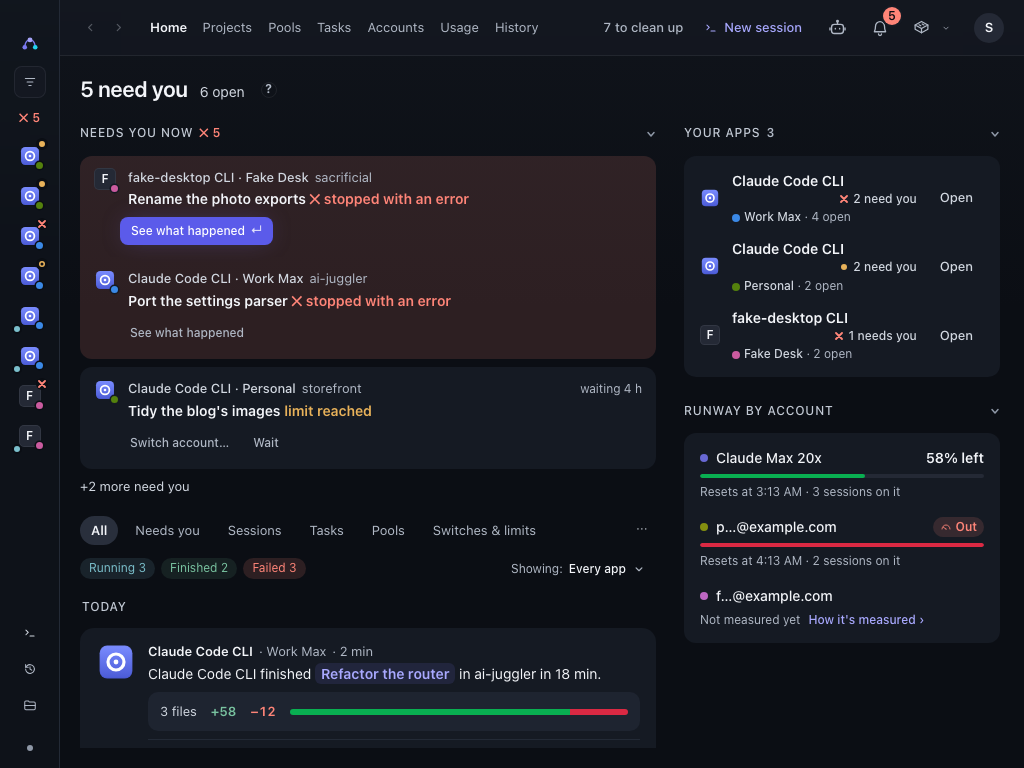 Home Projects Pools Tasks Accounts Usage History 7 to clean up New session 5 S
5
F
F
5 need you 6 open ?
NEEDS YOU NOW 5
F fake-desktop CLI · Fake Desk sacrificial
Rename the photo exports stopped with an error
See what happened
Claude Code CLI · Work Max ai-juggler
Port the settings parser stopped with an error
See what happened
Claude Code CLI · Personal storefront waiting 4 h
Tidy the blog's images limit reached
Switch account… Wait
+2 more need you
All Needs you Sessions Tasks Pools Switches & limits ···
Running 3 Finished 2 Failed 3 Showing: Every app
TODAY
Claude Code CLI · Work Max · 2 min
Claude Code CLI finished Refactor the router in ai-juggler in 18 min.
3 files +58 −12
YOUR APPS 3
Claude Code CLI
2 need you Open
Work Max · 4 open
Claude Code CLI
2 need you Open
Personal · 2 open
fake-desktop CLI
F 1 needs you Open
Fake Desk · 2 open
RUNWAY BY ACCOUNT
Claude Max 20x 58% left
Resets at 3:13 AM · 3 sessions on it
p...@example.com Out
Resets at 4:13 AM · 2 sessions on it
f...@example.com
Not measured yet How it's measured ›